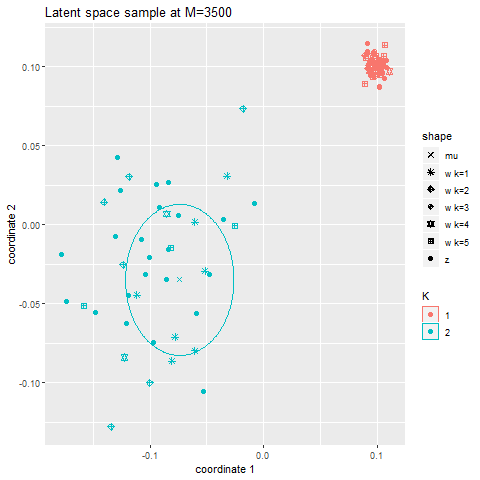 Latent space sample at M=3500
0.10
0.05
0.00
-0.05
-0.10
coordinate 2
-0.1
0.0
0.1
coordinate 1
shape
mu
w k=1
w k=2
w k=3
w k=4
w k=5
z
K
1
2